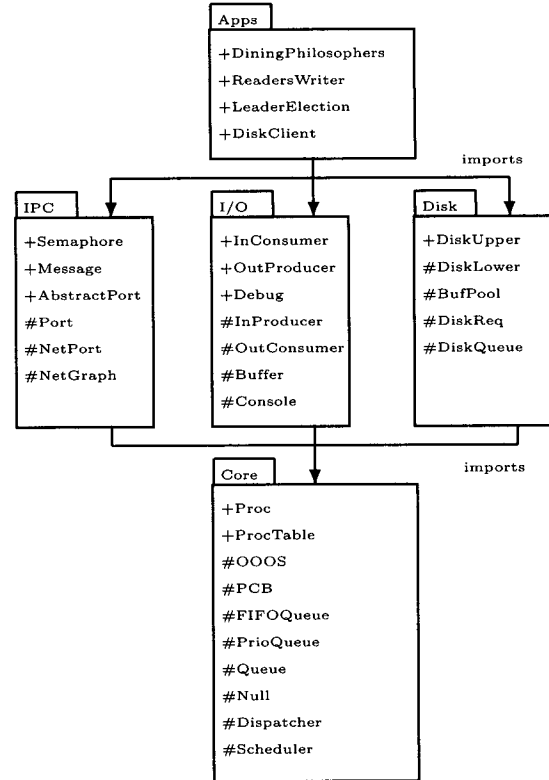 Apps
+DiningPhilosophers
+ReadersWriter
+LeaderElection
+DiskClient
imports
IPC
+Semaphore
+Message
+AbstractPort
#Port
#NetPort
#NetGraph
I/O
+InConsumer
+OutProducer
+Debug
#InProducer
#OutConsumer
#Buffer
#Console
Disk
+DiskUpper
#DiskLower
#BufPool
#DiskReq
#DiskQueue
imports
Core
+Proc
+ProcTable
#OOOS
#PCB
#FIFOQueue
#PrioQueue
#Queue
#Null
#Dispatcher
#Scheduler